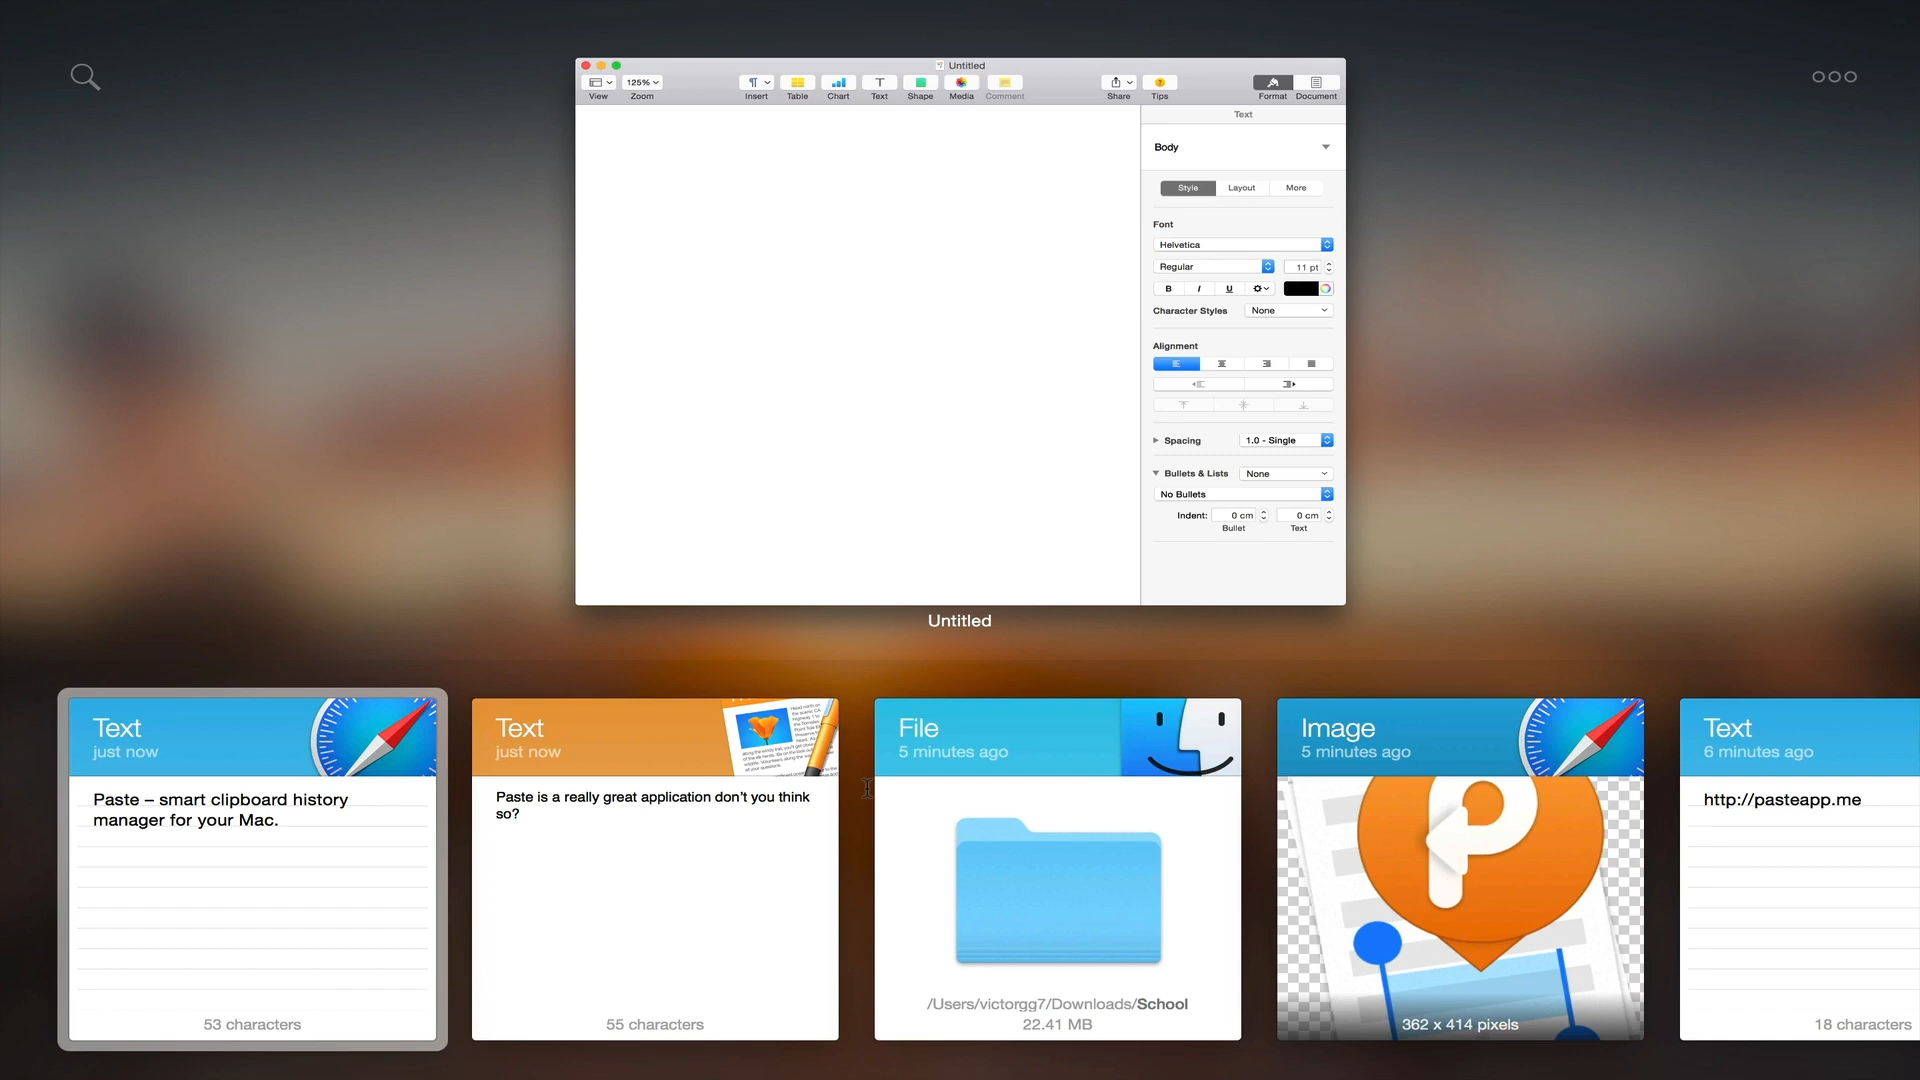 Untitled
125%
View
Zoom
Insert
Table
Chart
Text
Shape
Media
Comment
Share
Tips
Format
Document
Text
Body
Style
Layout
More
Font
Helvetica
Regular
11 pt
B
I
U
Character Styles
None
Alignment
Spacing
1.0 - Single
Bullets & Lists
None
No Bullets
Indent:
0 cm
0 cm
Bullet
Text
Untitled
Text
just now
Paste – smart clipboard history
manager for your Mac.
53 characters
Text
just now
Paste is a really great application don't you think
so?
55 characters
File
5 minutes ago
/Users/victorgg7/Downloads/School
22.41 MB
Image
5 minutes ago
362 x 414 pixels
Text
6 minutes ago
http://pasteapp.me
18 characters